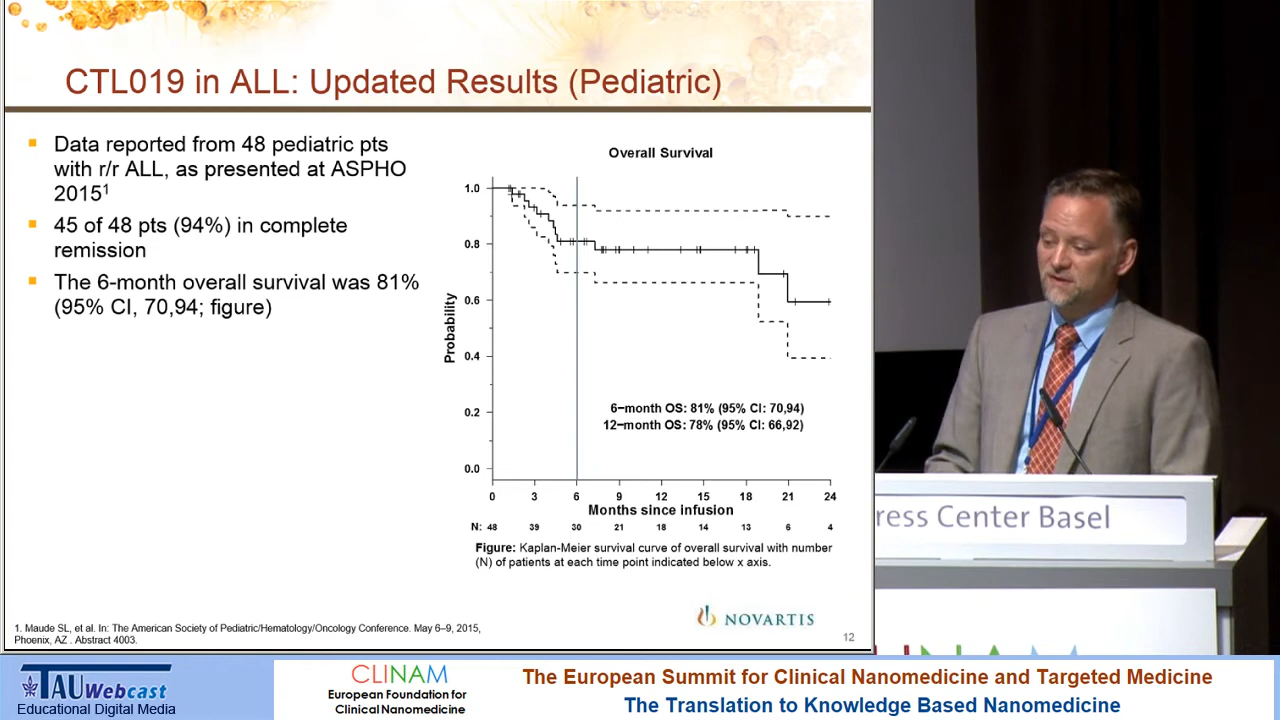 CTL019 in ALL: Updated Results (Pediatric)
Data reported from 48 pediatric pts
with r/r ALL, as presented at ASPHO
2015¹
45 of 48 pts (94%) in complete
remission
The 6-month overall survival was 81%
(95% CI, 70,94; figure)
Overall Survival
1.0
0.8
0.6
0.4
0.2
0.0
Probability
6−month OS: 81% (95% CI: 70,94)
12−month OS: 78% (95% CI: 66,92)
0 3 6 9 12 15 18 21 24
Months since infusion
N: 48 39 30 21 18 14 13 6 4
Figure: Kaplan-Meier survival curve of overall survival with number
(N) of patients at each time point indicated below x axis.
NOVARTIS
1. Maude SL, et al. In: The American Society of Pediatric/Hematology/Oncology Conference. May 6–9, 2015,
Phoenix, AZ . Abstract 4003.
12
ress Center Basel
CLINAM
TAU Webcast
Educational Digital Media
CLINAM
European Foundation for
Clinical Nanomedicine
The European Summit for Clinical Nanomedicine and Targeted Medicine
The Translation to Knowledge Based Nanomedicine